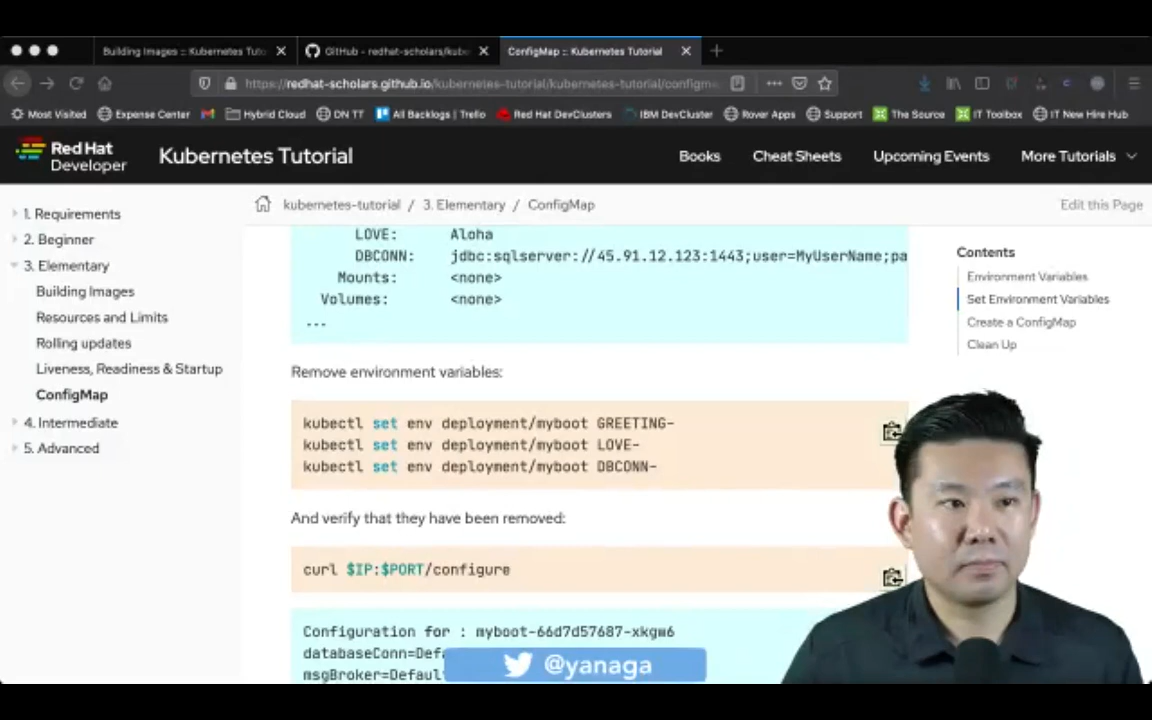 Building Images :: Kubernetes Tuto
GitHub - redhat-scholars/kube
ConfigMap :: Kubernetes Tutorial
https://redhat-scholars.github.io/kubernetes-tutorial/kubernetes-tutorial/configm
Most Visited
Expense Center
Hybrid Cloud
DN TT
All Backlogs | Trello
Red Hat DevClusters
IBM DevCluster
Rover Apps
Support
The Source
IT Toolbox
IT New Hire Hub
Red Hat
Developer
Kubernetes Tutorial
Books
Cheat Sheets
Upcoming Events
More Tutorials
1. Requirements
2. Beginner
3. Elementary
Building Images
Resources and Limits
Rolling updates
Liveness, Readiness & Startup
ConfigMap
4. Intermediate
5. Advanced
kubernetes-tutorial / 3. Elementary / ConfigMap
Edit this Page
LOVE: Aloha
DBCONN: jdbc:sqlserver://45.91.12.123:1443;user=MyUserName;pa
Mounts: <none>
Volumes: <none>
...
Remove environment variables:
kubectl set env deployment/myboot GREETING-
kubectl set env deployment/myboot LOVE-
kubectl set env deployment/myboot DBCONN-
And verify that they have been removed:
curl $IP:$PORT/configure
Configuration for : myboot-66d7d57687-xkgw6
databaseConn=Defa
msgBroker=Default
Contents
Environment Variables
Set Environment Variables
Create a ConfigMap
Clean Up
@yanaga